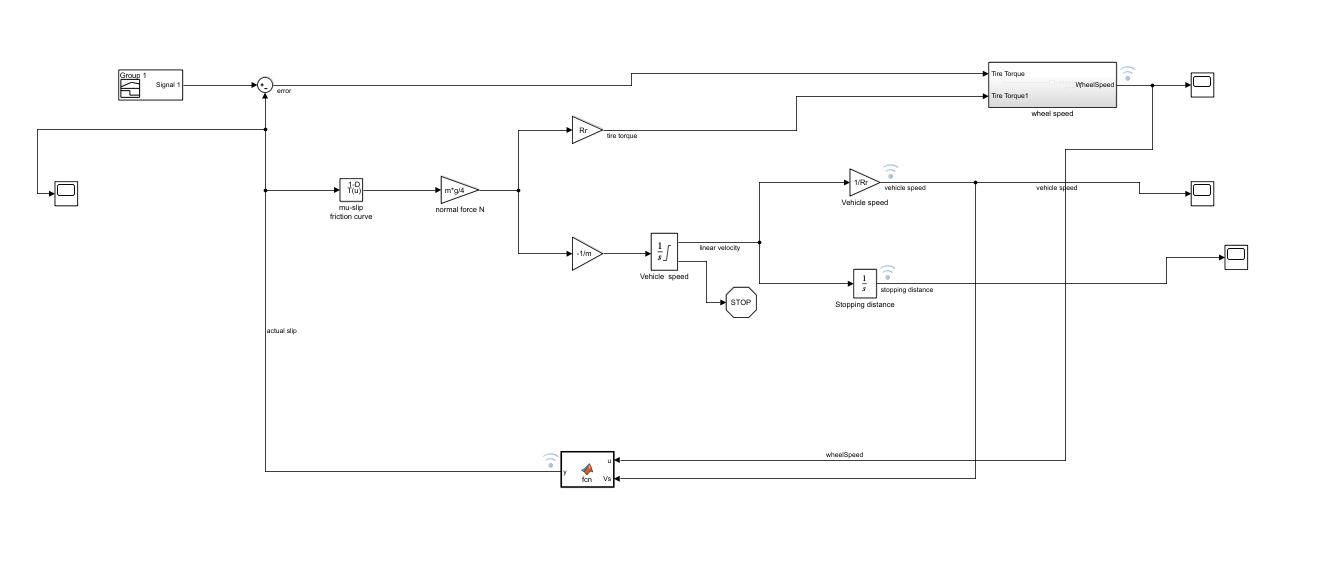 Group 1
Signal 1
+
-
error
Tire Torque
Tire Torque1
WheelSpeed
wheel speed
Rr
tire torque
1-D
T(u)
mu-slip
friction curve
m*g/4
normal force N
1/Rr
vehicle speed
vehicle speed
Vehicle speed
-1/m
1
s
linear velocity
Vehicle speed
STOP
1
s
stopping distance
Stopping distance
actual slip
wheelSpeed
u
y
fcn
Vs